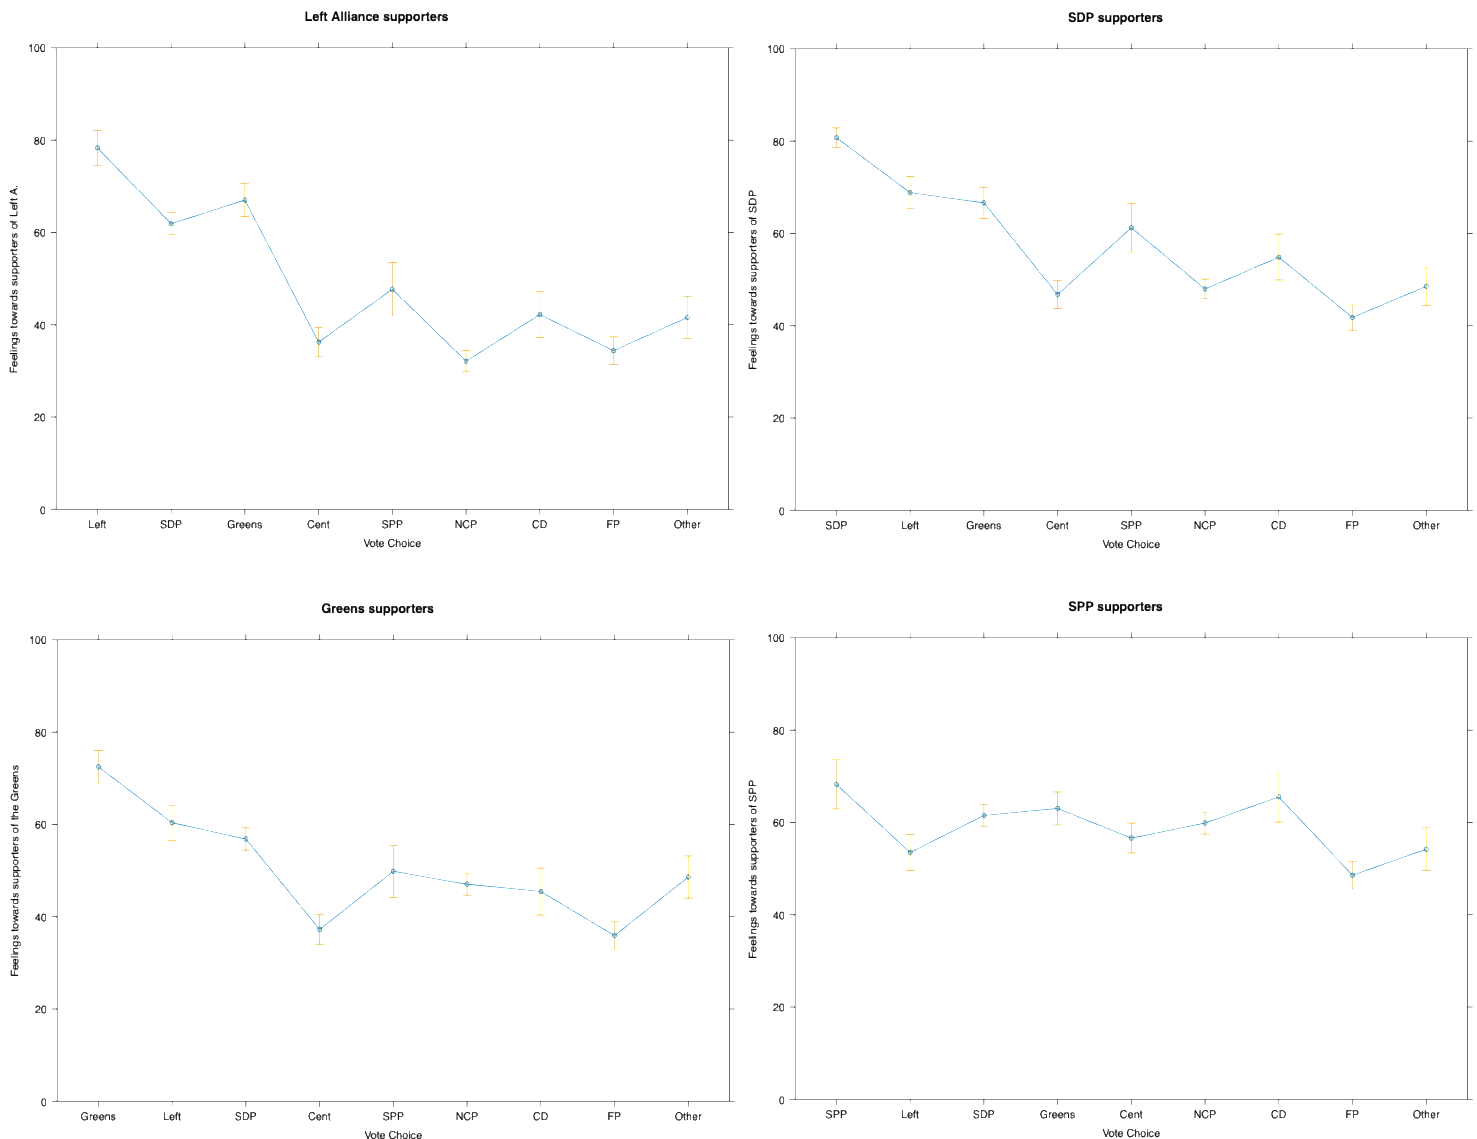 Left Alliance supporters
100
80
60
40
20
0
Feelings towards supporters of Left A.
Left SDP Greens Cent SPP NCP CD FP Other
Vote Choice
SDP supporters
100
80
60
40
20
0
Feelings towards supporters of SDP
SDP Left Greens Cent SPP NCP CD FP Other
Vote Choice
Greens supporters
100
80
60
40
20
0
Feelings towards supporters of the Greens
Greens Left SDP Cent SPP NCP CD FP Other
Vote Choice
SPP supporters
100
80
60
40
20
0
Feelings towards supporters of SPP
SPP Left SDP Greens Cent NCP CD FP Other
Vote Choice